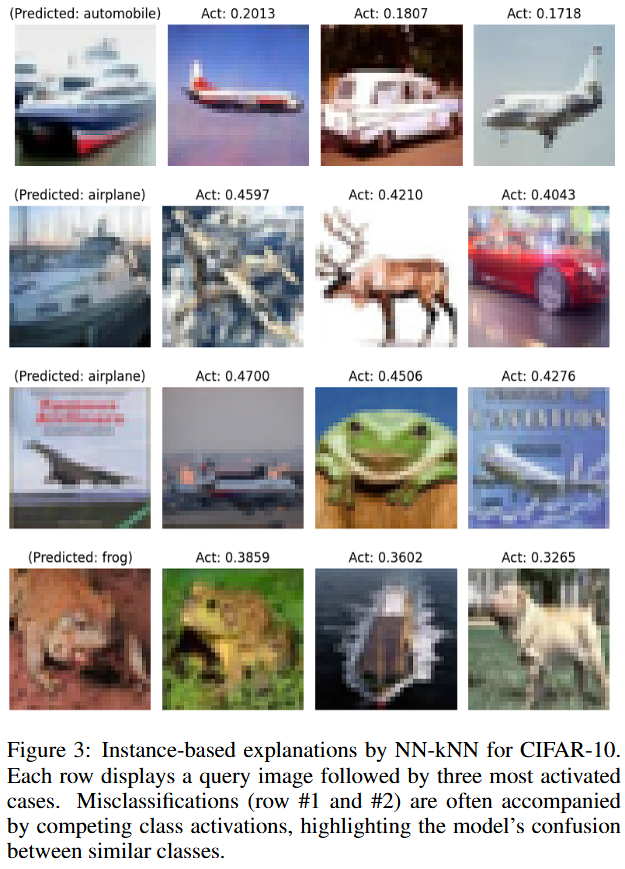 (Predicted: automobile) Act: 0.2013 Act: 0.1807 Act: 0.1718
(Predicted: airplane) Act: 0.4597 Act: 0.4210 Act: 0.4043
(Predicted: airplane) Act: 0.4700 Act: 0.4506 Act: 0.4276
(Predicted: frog) Act: 0.3859 Act: 0.3602 Act: 0.3265
Figure 3: Instance-based explanations by NN-kNN for CIFAR-10.
Each row displays a query image followed by three most activated
cases. Misclassifications (row #1 and #2) are often accompanied
by competing class activations, highlighting the model's confusion
between similar classes.